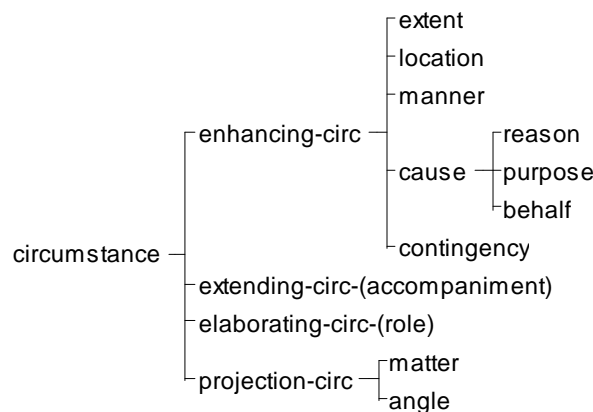 extent
location
manner
enhancing-circ
reason
cause
purpose
behalf
contingency
circumstance
extending-circ-(accompaniment)
elaborating-circ-(role)
matter
projection-circ
angle